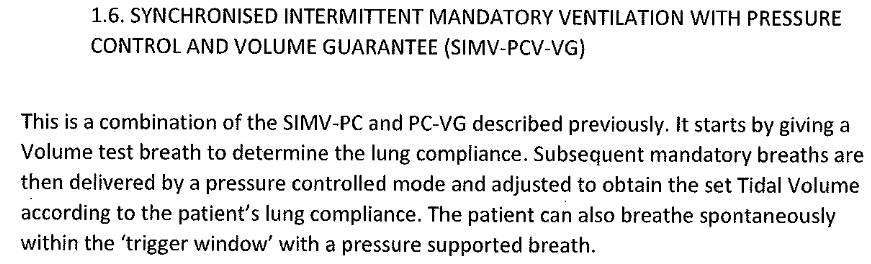 1.6. SYNCHRONISED INTERMITTENT MANDATORY VENTILATION WITH PRESSURE
CONTROL AND VOLUME GUARANTEE (SIMV-PCV-VG)
This is a combination of the SIMV-PC and PC-VG described previously. It starts by giving a
Volume test breath to determine the lung compliance. Subsequent mandatory breaths are
then delivered by a pressure controlled mode and adjusted to obtain the set Tidal Volume
according to the patient's lung compliance. The patient can also breathe spontaneously
within the 'trigger window' with a pressure supported breath.